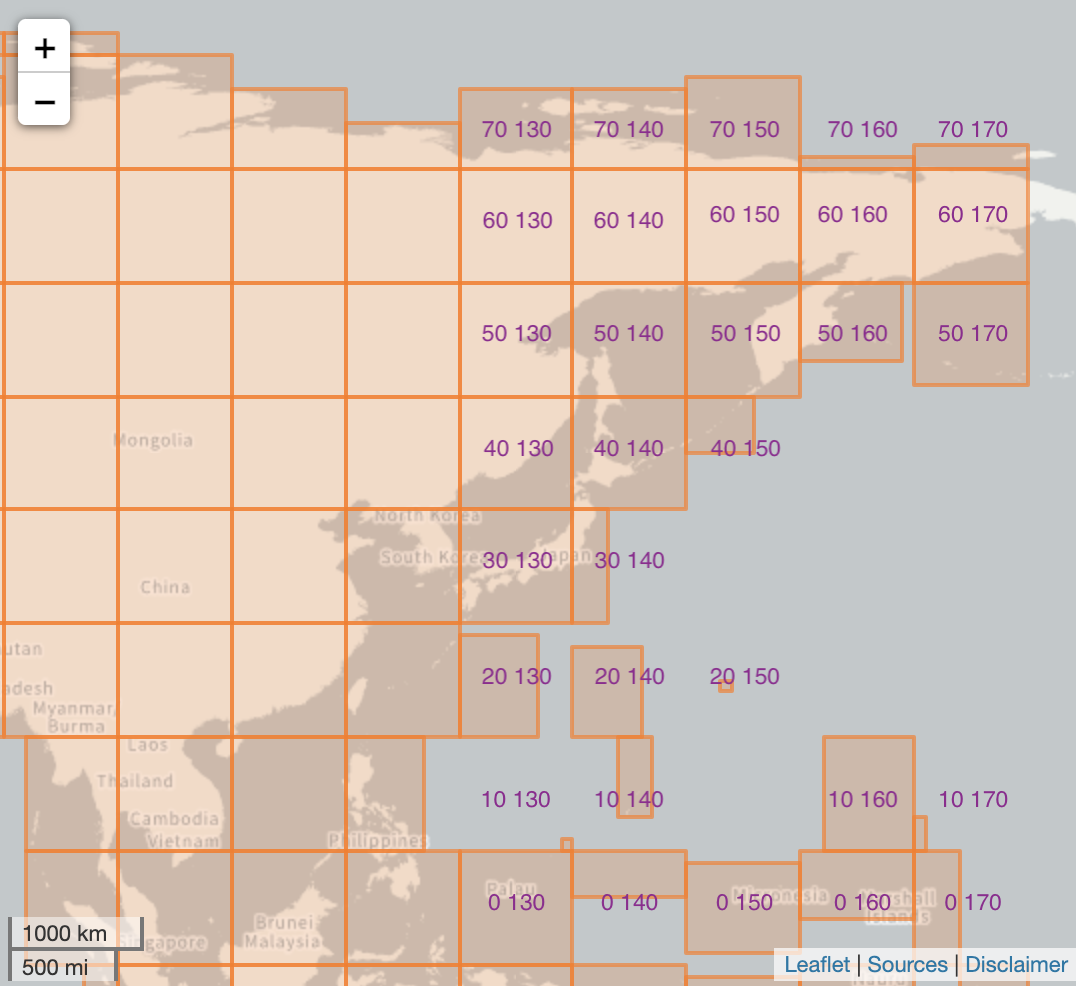 +
−
70 130 70 140 70 150 70 160 70 170
60 130 60 140 60 150 60 160 60 170
50 130 50 140 50 150 50 160 50 170
Mongolia
40 130 40 140 40 150
North Korea
South Korea
Japan
30 130 30 140
China
utan
20 130 20 140 20 150
adesh
Myanmar
Burma
Laos
Thailand
10 130 10 140 10 160 10 170
Cambodia
Vietnam
Philippines
Palau
Micronesia
Marshall
Islands
0 130 0 140 0 150 0 160 0 170
Brunei
Malaysia
Singapore
1000 km
500 mi
Leaflet | Sources | Disclaimer
Nauru